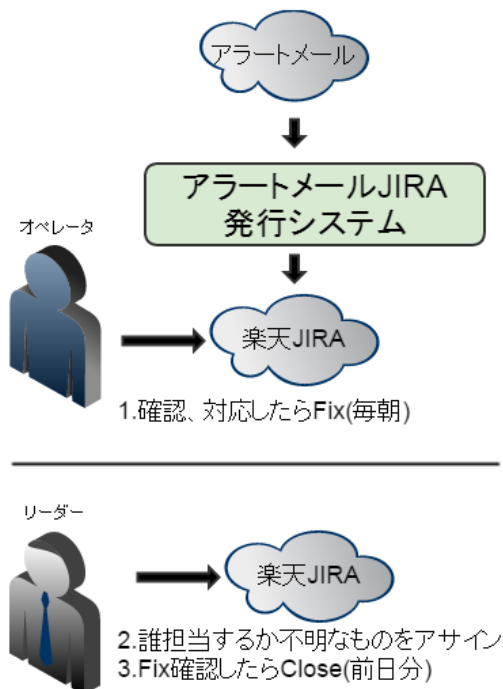 アラートメール
アラートメールJIRA
発行システム
オペレータ
楽天JIRA
1.確認、対応したらFix(毎朝)
リーダー
楽天JIRA
2.誰担当するか不明なものをアサイン
3.Fix確認したらClose(前日分)